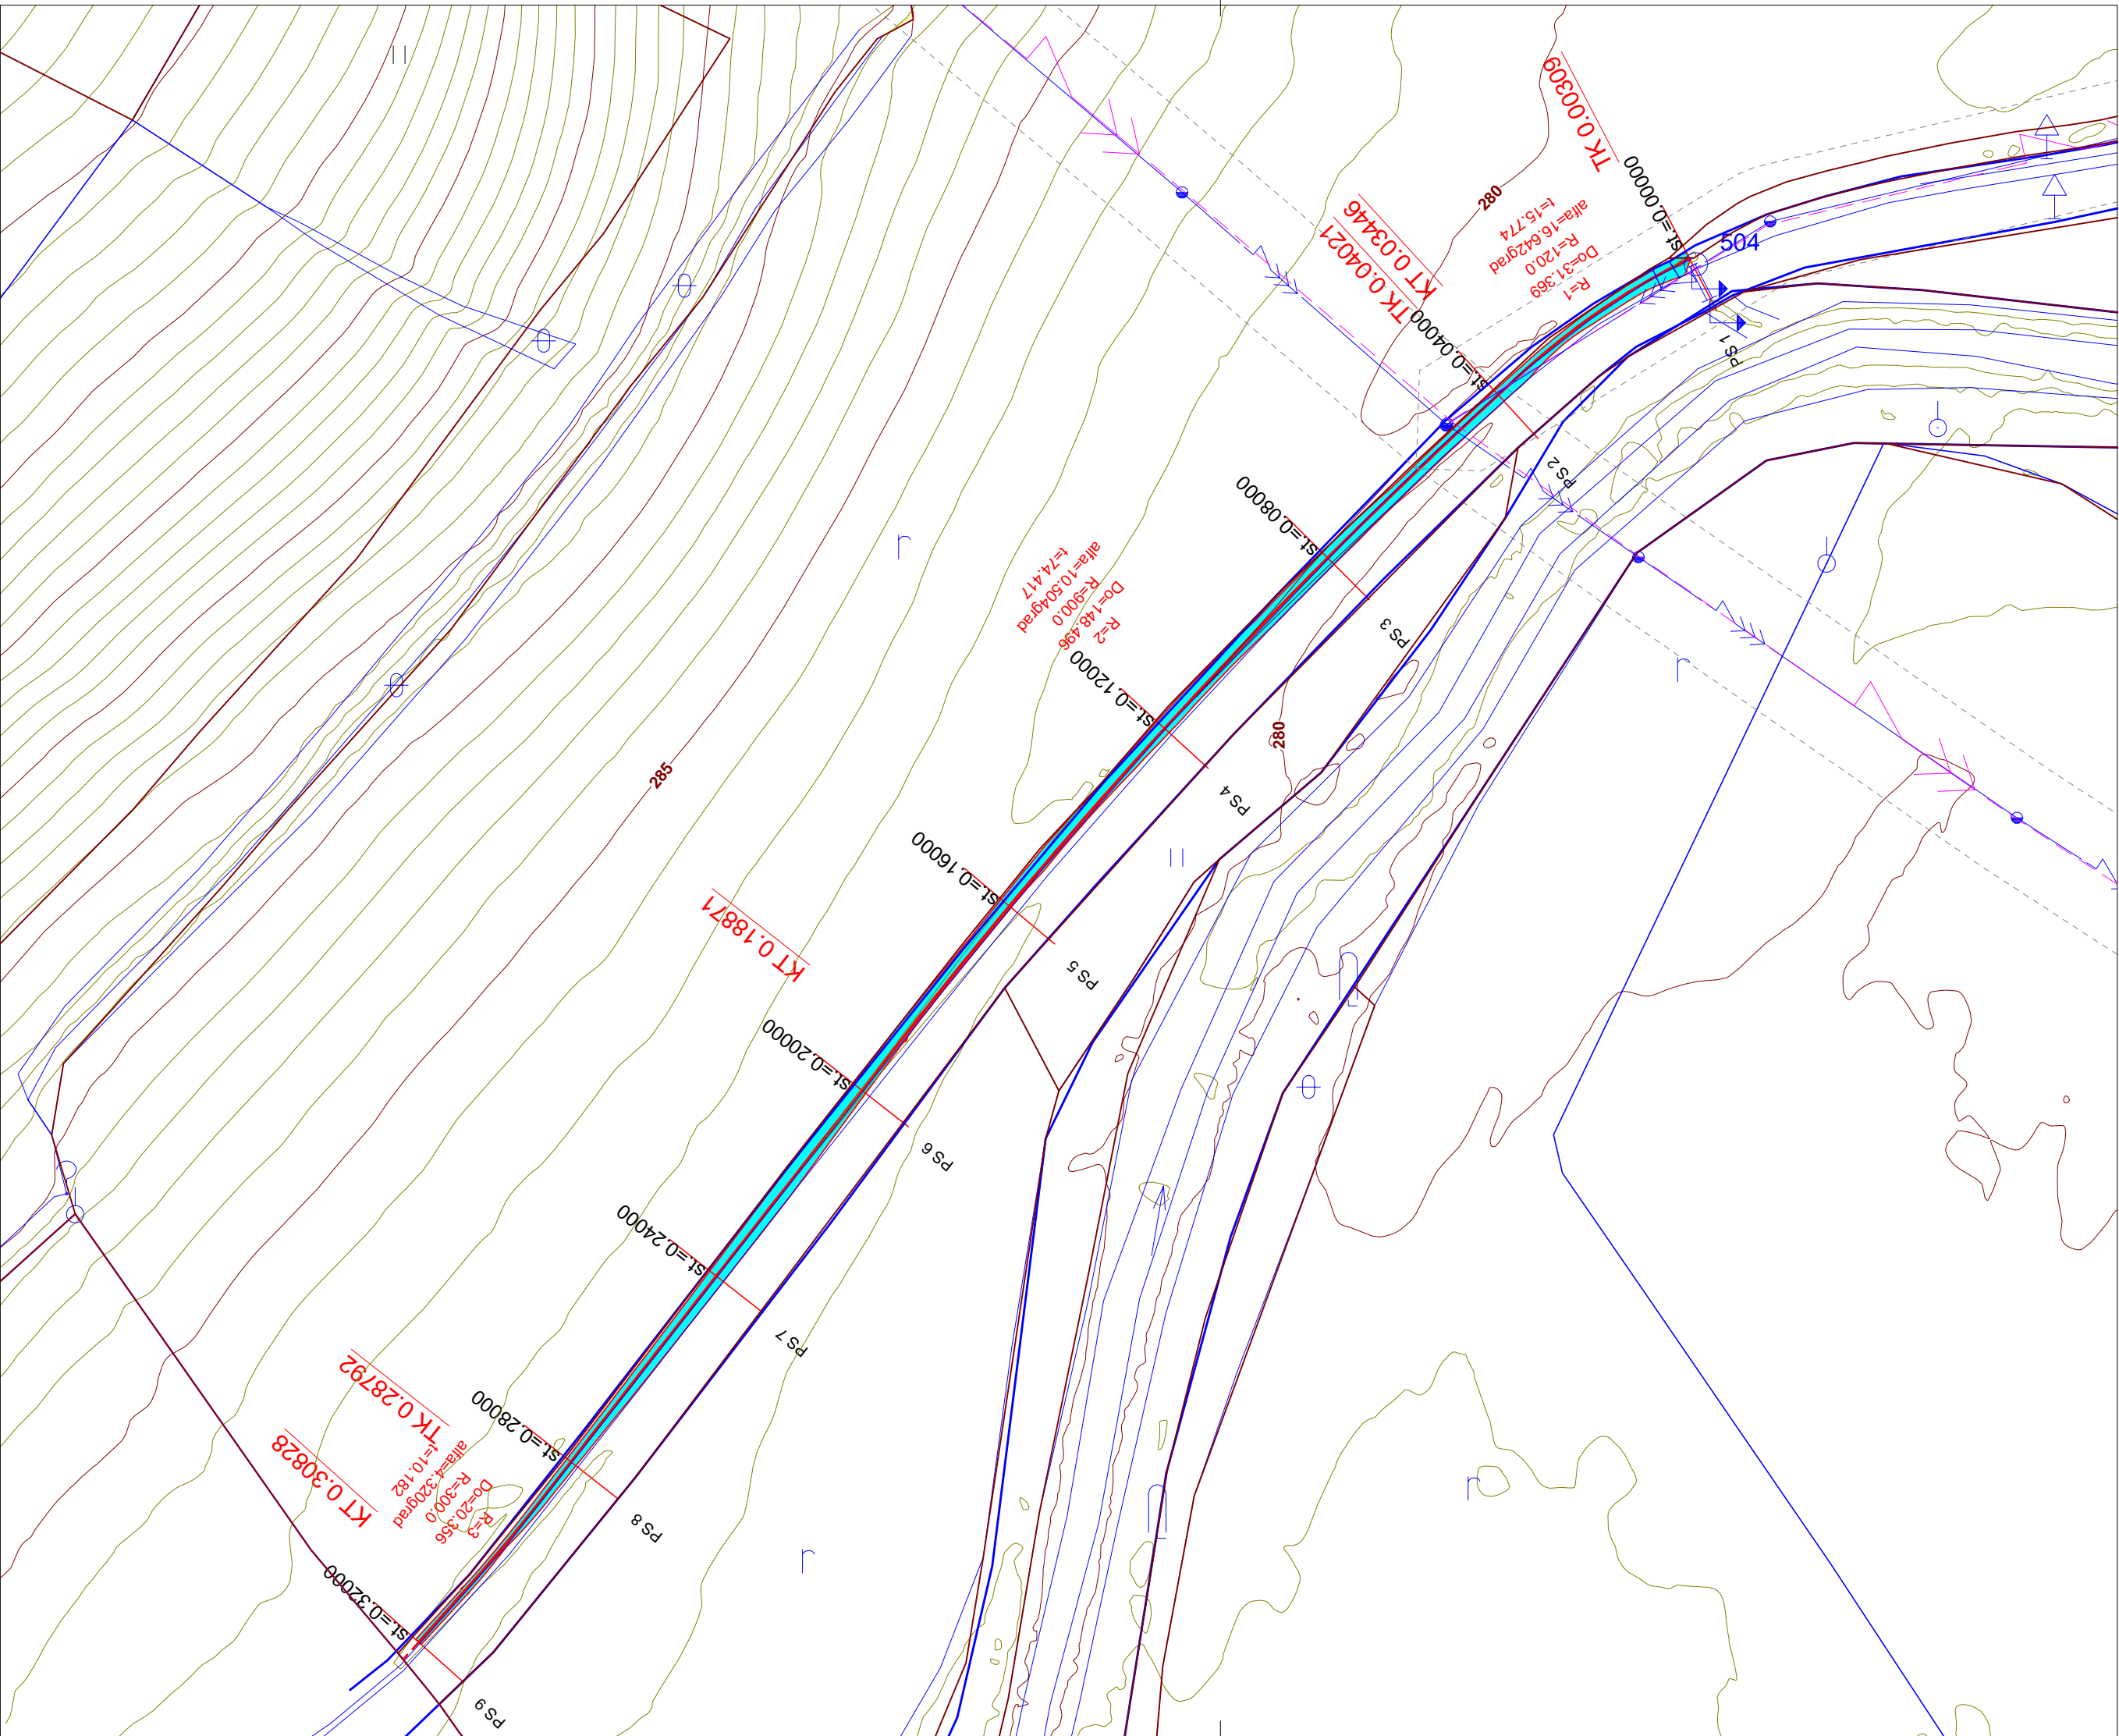 TK 0.00309
st.=0.00000
504
280
R=1
Do=31.369
R=120.0
alfa=16.642grad
t=15.774
KT 0.03446
TK 0.04021
st.=0.04000
PS 1
PS 2
st.=0.08000
PS 3
R=2
Do=148.496
R=900.0
alfa=10.504grad
t=74.417
st.=0.12000
280
285
PS 4
st.=0.16000
KT 0.18871
PS 5
st.=0.20000
PS 6
st.=0.24000
PS 7
TK 0.28792
st.=0.28000
KT 0.30828
R=3
Do=20.356
R=300.0
alfa=4.320grad
t=10.182
PS 8
st.=0.32000
PS 9